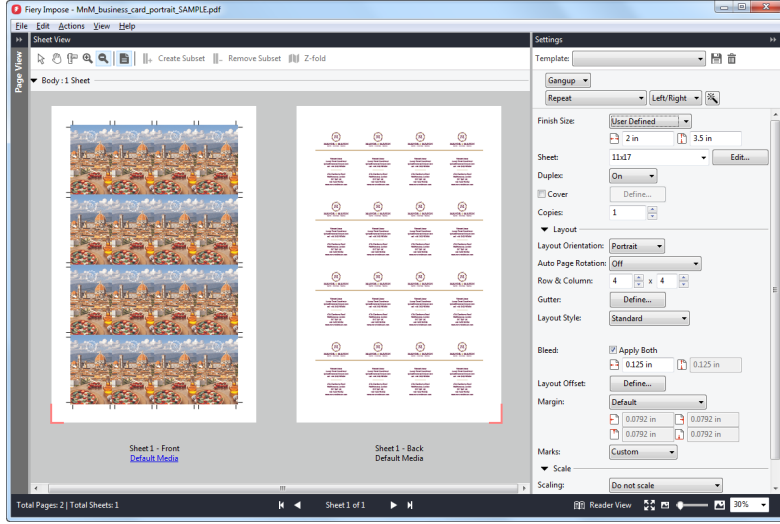 Fiery Impose - MnM_business_card_portrait_SAMPLE.pdf
File Edit Actions View Help
Page View
Sheet View
Create Subset Remove Subset Z-fold
Body : 1 Sheet
Sheet 1 - Front
Default Media
Sheet 1 - Back
Default Media
Settings
Template:
Gangup
Repeat Left/Right
Finish Size: User Defined
2 in 3.5 in
Sheet: 11x17 Edit...
Duplex: On
Cover Define...
Copies: 1
Layout
Layout Orientation: Portrait
Auto Page Rotation: Off
Row & Column: 4 x 4
Gutter: Define...
Layout Style: Standard
Bleed: Apply Both
0.125 in 0.125 in
Layout Offset: Define...
Margin: Default
0.0792 in 0.0792 in
0.0792 in 0.0792 in
Marks: Custom
Scale
Scaling: Do not scale
Total Pages: 2 | Total Sheets: 1 Sheet 1 of 1 Reader View 30%